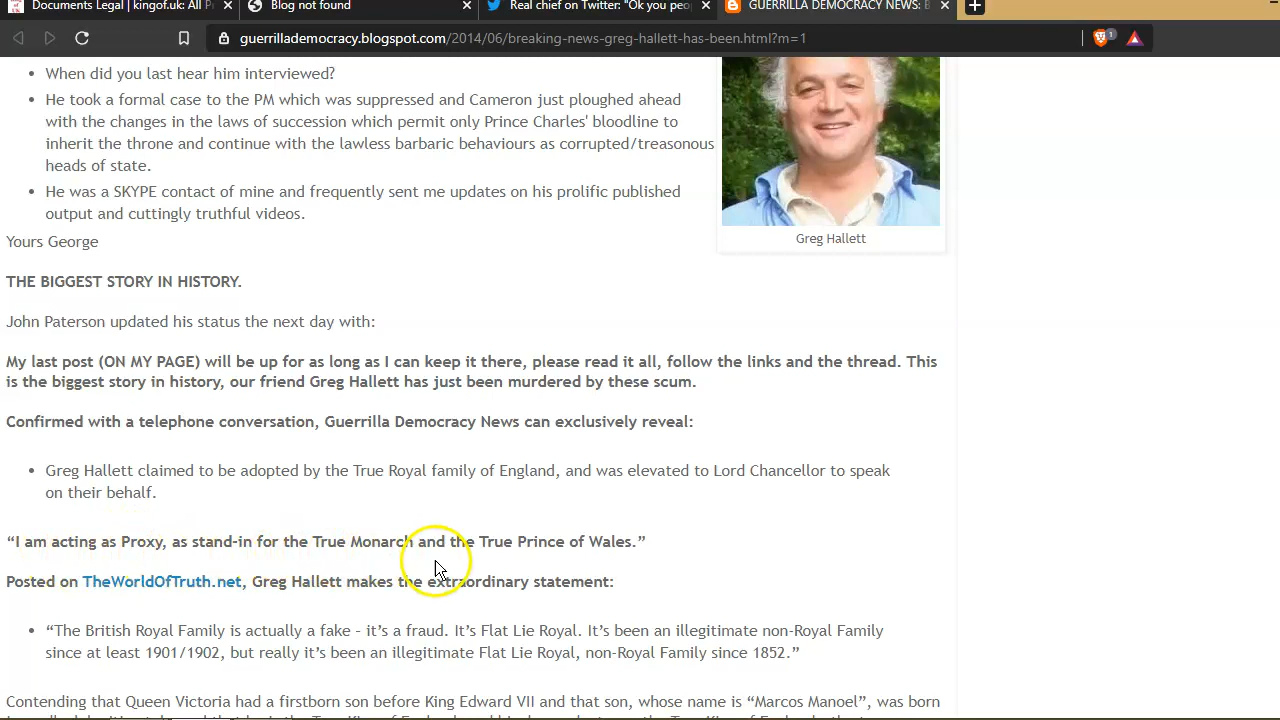 Documents Legal | kingof.uk: All P
Blog not found
Real chief on Twitter: "Ok you peo
GUERRILLA DEMOCRACY NEWS: B
guerrillademocracy.blogspot.com/2014/06/breaking-news-greg-hallett-has-been.html?m=1
1
• When did you last hear him interviewed?
• He took a formal case to the PM which was suppressed and Cameron just ploughed ahead
with the changes in the laws of succession which permit only Prince Charles' bloodline to
inherit the throne and continue with the lawless barbaric behaviours as corrupted/treasonous
heads of state.
• He was a SKYPE contact of mine and frequently sent me updates on his prolific published
output and cuttingly truthful videos.
Greg Hallett
Yours George
THE BIGGEST STORY IN HISTORY.
John Paterson updated his status the next day with:
My last post (ON MY PAGE) will be up for as long as I can keep it there, please read it all, follow the links and the thread. This
is the biggest story in history, our friend Greg Hallett has just been murdered by these scum.
Confirmed with a telephone conversation, Guerrilla Democracy News can exclusively reveal:
• Greg Hallett claimed to be adopted by the True Royal family of England, and was elevated to Lord Chancellor to speak
on their behalf.
“I am acting as Proxy, as stand-in for the True Monarch and the True Prince of Wales.”
Posted on TheWorldOfTruth.net, Greg Hallett makes the extraordinary statement:
• “The British Royal Family is actually a fake – it’s a fraud. It’s Flat Lie Royal. It’s been an illegitimate non-Royal Family
since at least 1901/1902, but really it’s been an illegitimate Flat Lie Royal, non-Royal Family since 1852.”
Contending that Queen Victoria had a firstborn son before King Edward VII and that son, whose name is “Marcos Manoel”, was born